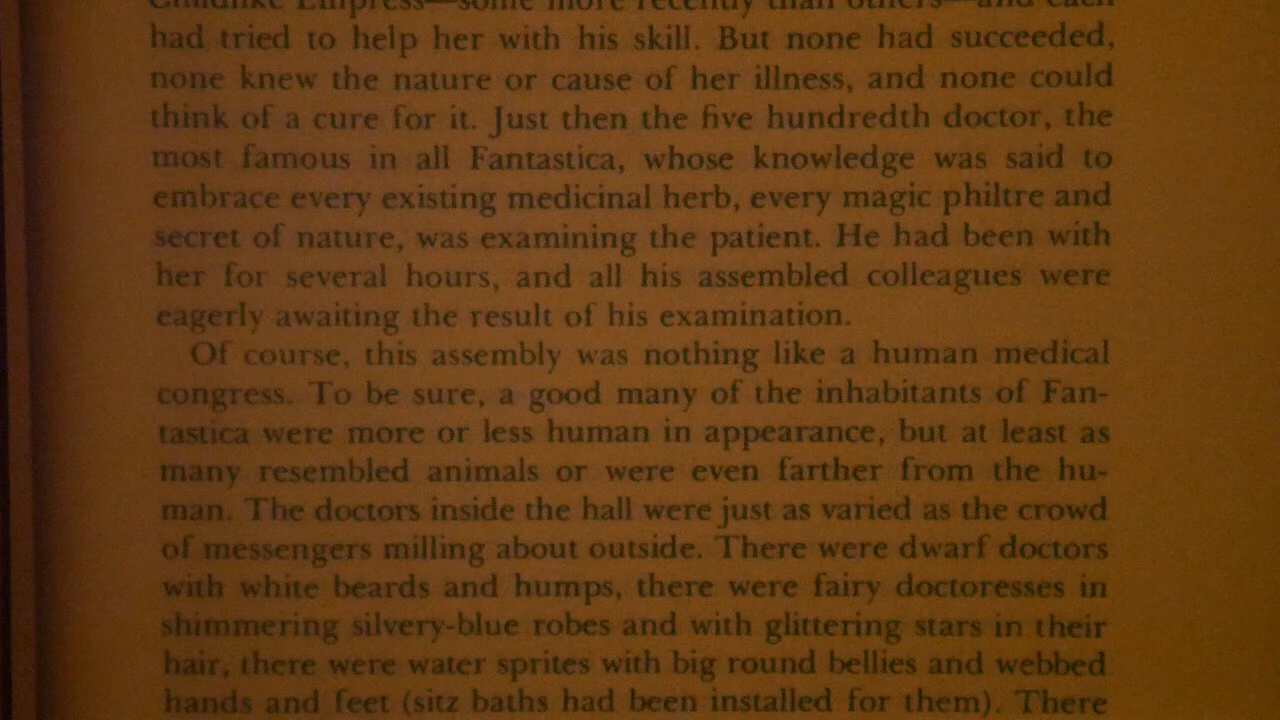 Childlike Empress—some more recently than others—and each
had tried to help her with his skill. But none had succeeded,
none knew the nature or cause of her illness, and none could
think of a cure for it. Just then the five hundredth doctor, the
most famous in all Fantastica, whose knowledge was said to
embrace every existing medicinal herb, every magic philtre and
secret of nature, was examining the patient. He had been with
her for several hours, and all his assembled colleagues were
eagerly awaiting the result of his examination.
Of course, this assembly was nothing like a human medical
congress. To be sure, a good many of the inhabitants of Fan-
tastica were more or less human in appearance, but at least as
many resembled animals or were even farther from the hu-
man. The doctors inside the hall were just as varied as the crowd
of messengers milling about outside. There were dwarf doctors
with white beards and humps, there were fairy doctoresses in
shimmering silvery-blue robes and with glittering stars in their
hair, there were water sprites with big round bellies and webbed
hands and feet (sitz baths had been installed for them). There